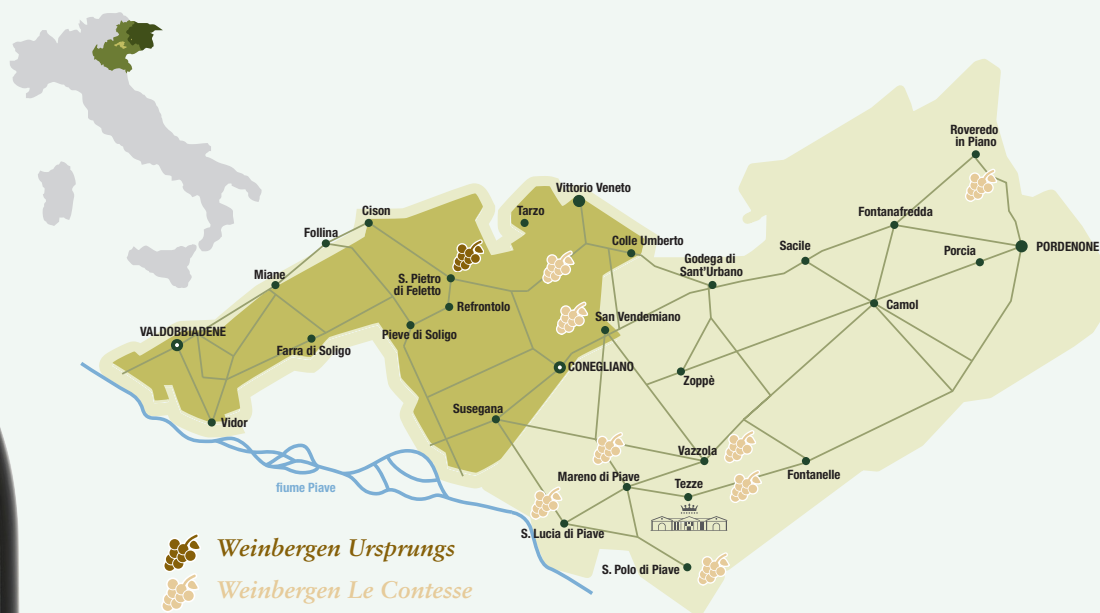 Roveredo
in Piano
Vittorio Veneto
Cison
Tarzo
Fontanafredda
Follina
Colle Umberto
Sacile
PORDENONE
Porcia
Godega di
Sant'Urbano
Miane
S. Pietro
di Feletto
Refrontolo
Camol
San Vendemiano
VALDOBBIADENE
Pieve di Soligo
Farra di Soligo
CONEGLIANO
Zoppè
Susegana
Vidor
Vazzola
Mareno di Piave
Tezze
Fontanelle
fiume Piave
S. Lucia di Piave
S. Polo di Piave
Weinbergen Ursprungs
Weinbergen Le Contesse